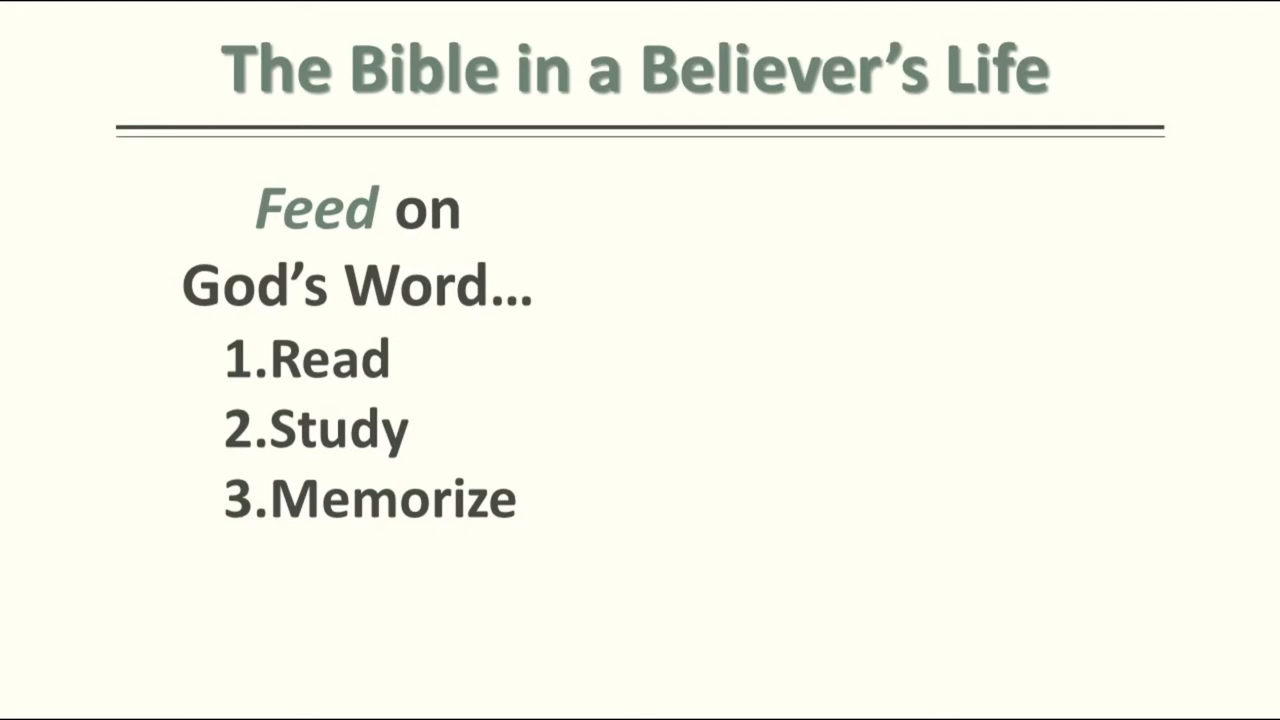 The Bible in a Believer’s Life
Feed on
God’s Word...
1.Read
2.Study
3.Memorize